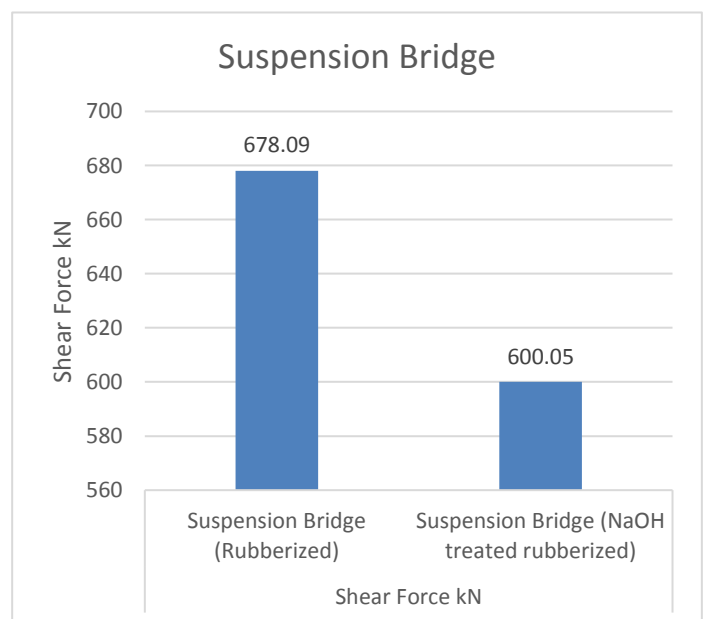 Suspension Bridge
Shear Force kN
700
680
660
640
620
600
580
560
678.09
600.05
Suspension Bridge
(Rubberized)
Suspension Bridge (NaOH
treated rubberized)
Shear Force kN